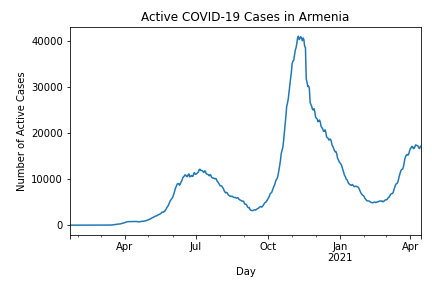 Active COVID-19 Cases in Armenia
Number of Active Cases
40000
30000
20000
10000
0
Apr Jul Oct Jan Apr
2021
Day